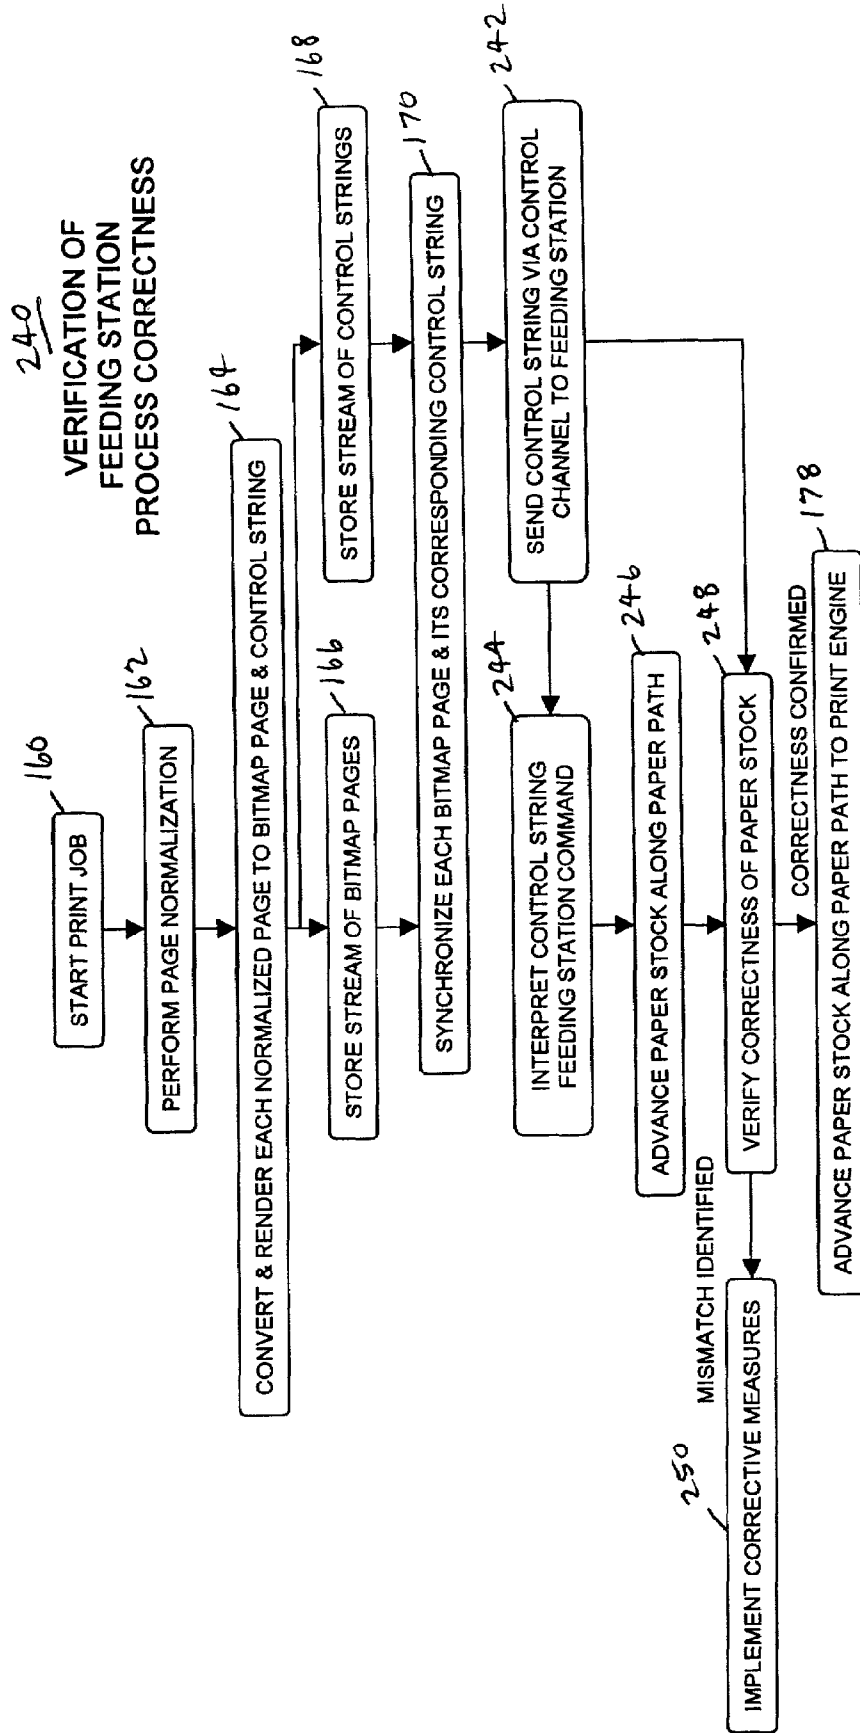 240
VERIFICATION OF
FEEDING STATION
PROCESS CORRECTNESS
160
START PRINT JOB
162
PERFORM PAGE NORMALIZATION
164
CONVERT & RENDER EACH NORMALIZED PAGE TO BITMAP PAGE & CONTROL STRING
166
STORE STREAM OF BITMAP PAGES
168
STORE STREAM OF CONTROL STRINGS
170
SYNCHRONIZE EACH BITMAP PAGE & ITS CORRESPONDING CONTROL STRING
242
SEND CONTROL STRING VIA CONTROL
CHANNEL TO FEEDING STATION
244
INTERPRET CONTROL STRING
FEEDING STATION COMMAND
246
ADVANCE PAPER STOCK ALONG PAPER PATH
248
VERIFY CORRECTNESS OF PAPER STOCK
MISMATCH IDENTIFIED
250
IMPLEMENT CORRECTIVE MEASURES
CORRECTNESS CONFIRMED
178
ADVANCE PAPER STOCK ALONG PAPER PATH TO PRINT ENGINE